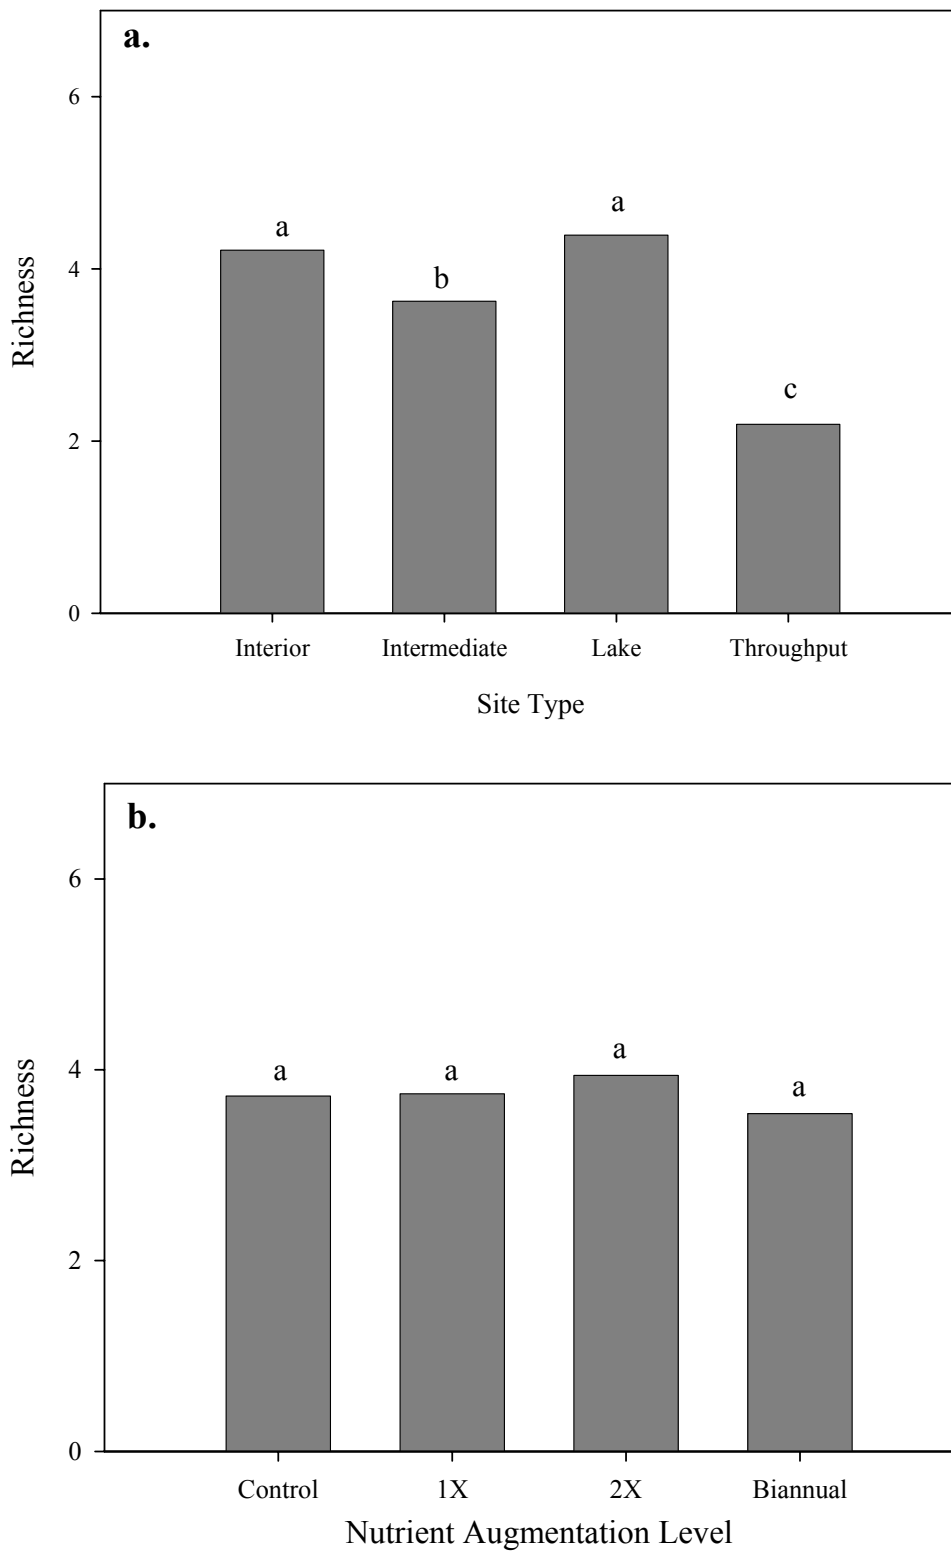 a.
6
4
2
0
Richness
a
b
a
c
Interior Intermediate Lake Throughput
Site Type
b.
6
4
2
0
Richness
a
a
a
a
Control 1X 2X Biannual
Nutrient Augmentation Level